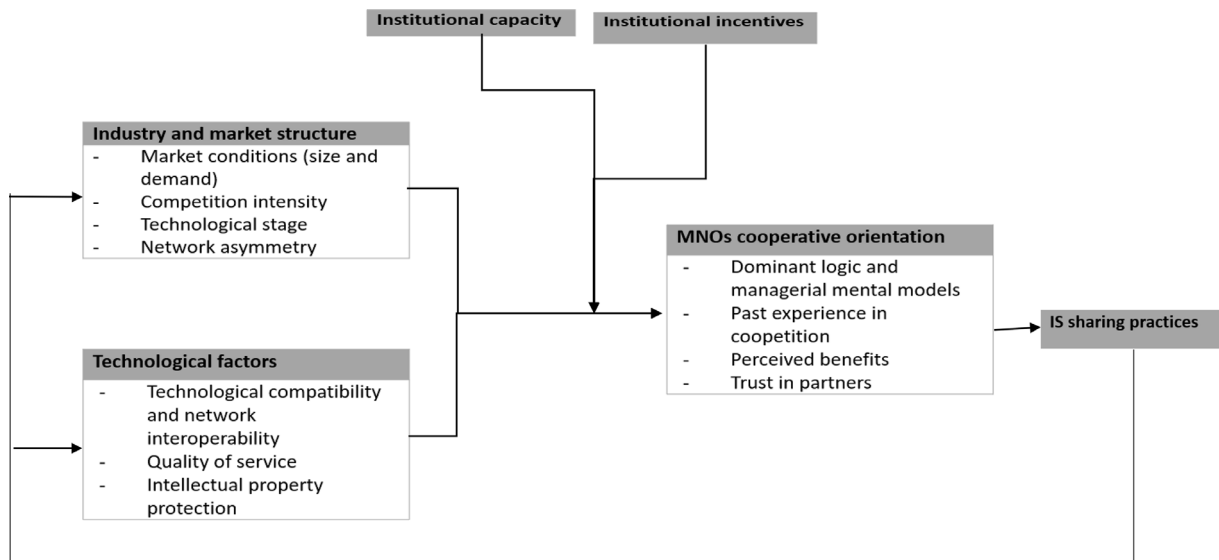 Institutional capacity
Institutional incentives
Industry and market structure
- Market conditions (size and
demand)
- Competition intensity
- Technological stage
- Network asymmetry
MNOs cooperative orientation
- Dominant logic and
managerial mental models
- Past experience in
coopetition
- Perceived benefits
- Trust in partners
IS sharing practices
Technological factors
- Technological compatibility
and network
interoperability
- Quality of service
- Intellectual property
protection